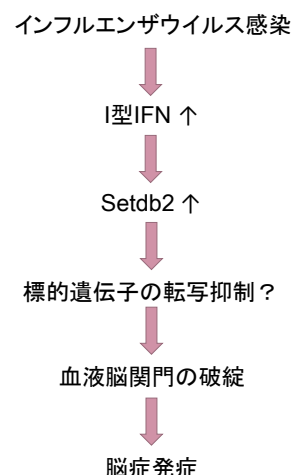 インフルエンザウイルス感染
I型IFN ↑
Setdb2 ↑
標的遺伝子の転写抑制？
血液脳関門の破綻
脳症発症